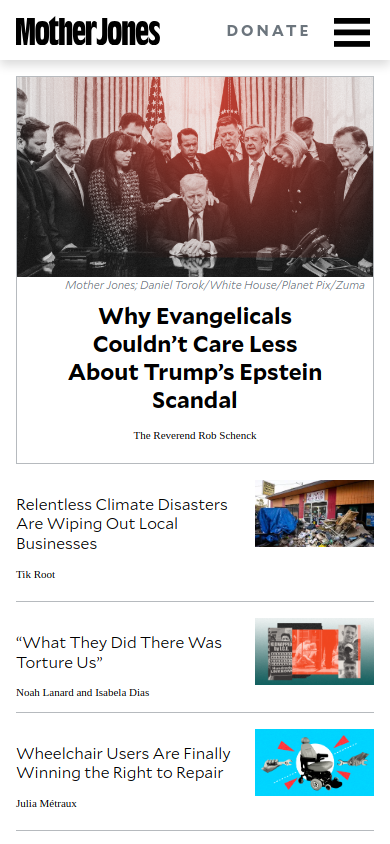 Mother Jones
DONATE
Mother Jones; Daniel Torok/White House/Planet Pix/Zuma
Why Evangelicals
Couldn’t Care Less
About Trump’s Epstein
Scandal
The Reverend Rob Schenck
Relentless Climate Disasters
Are Wiping Out Local
Businesses
Tik Root
“What They Did There Was
Torture Us”
Noah Lanard and Isabela Dias
Wheelchair Users Are Finally
Winning the Right to Repair
Julia Métraux